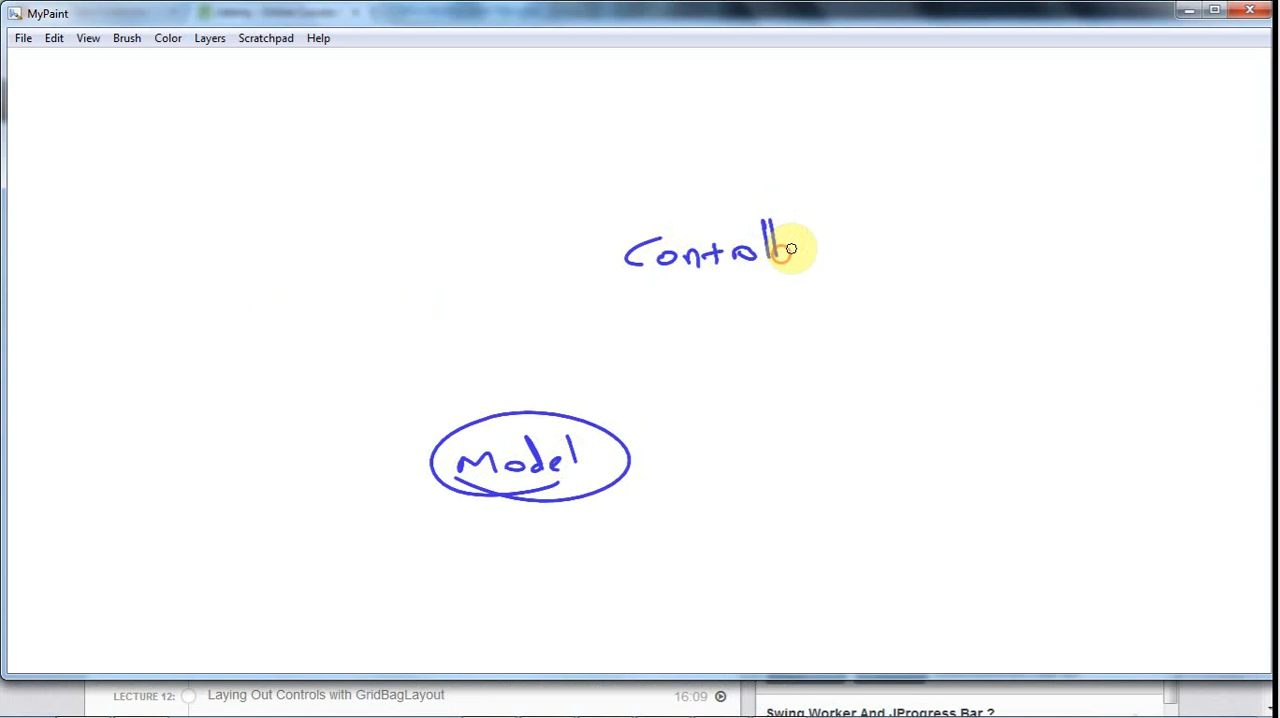 MyPaint
File Edit View Brush Color Layers Scratchpad Help
Controll
Model
LECTURE 12: Laying Out Controls with GridBagLayout 16:09
Swing Worker And JProgress Bar ?